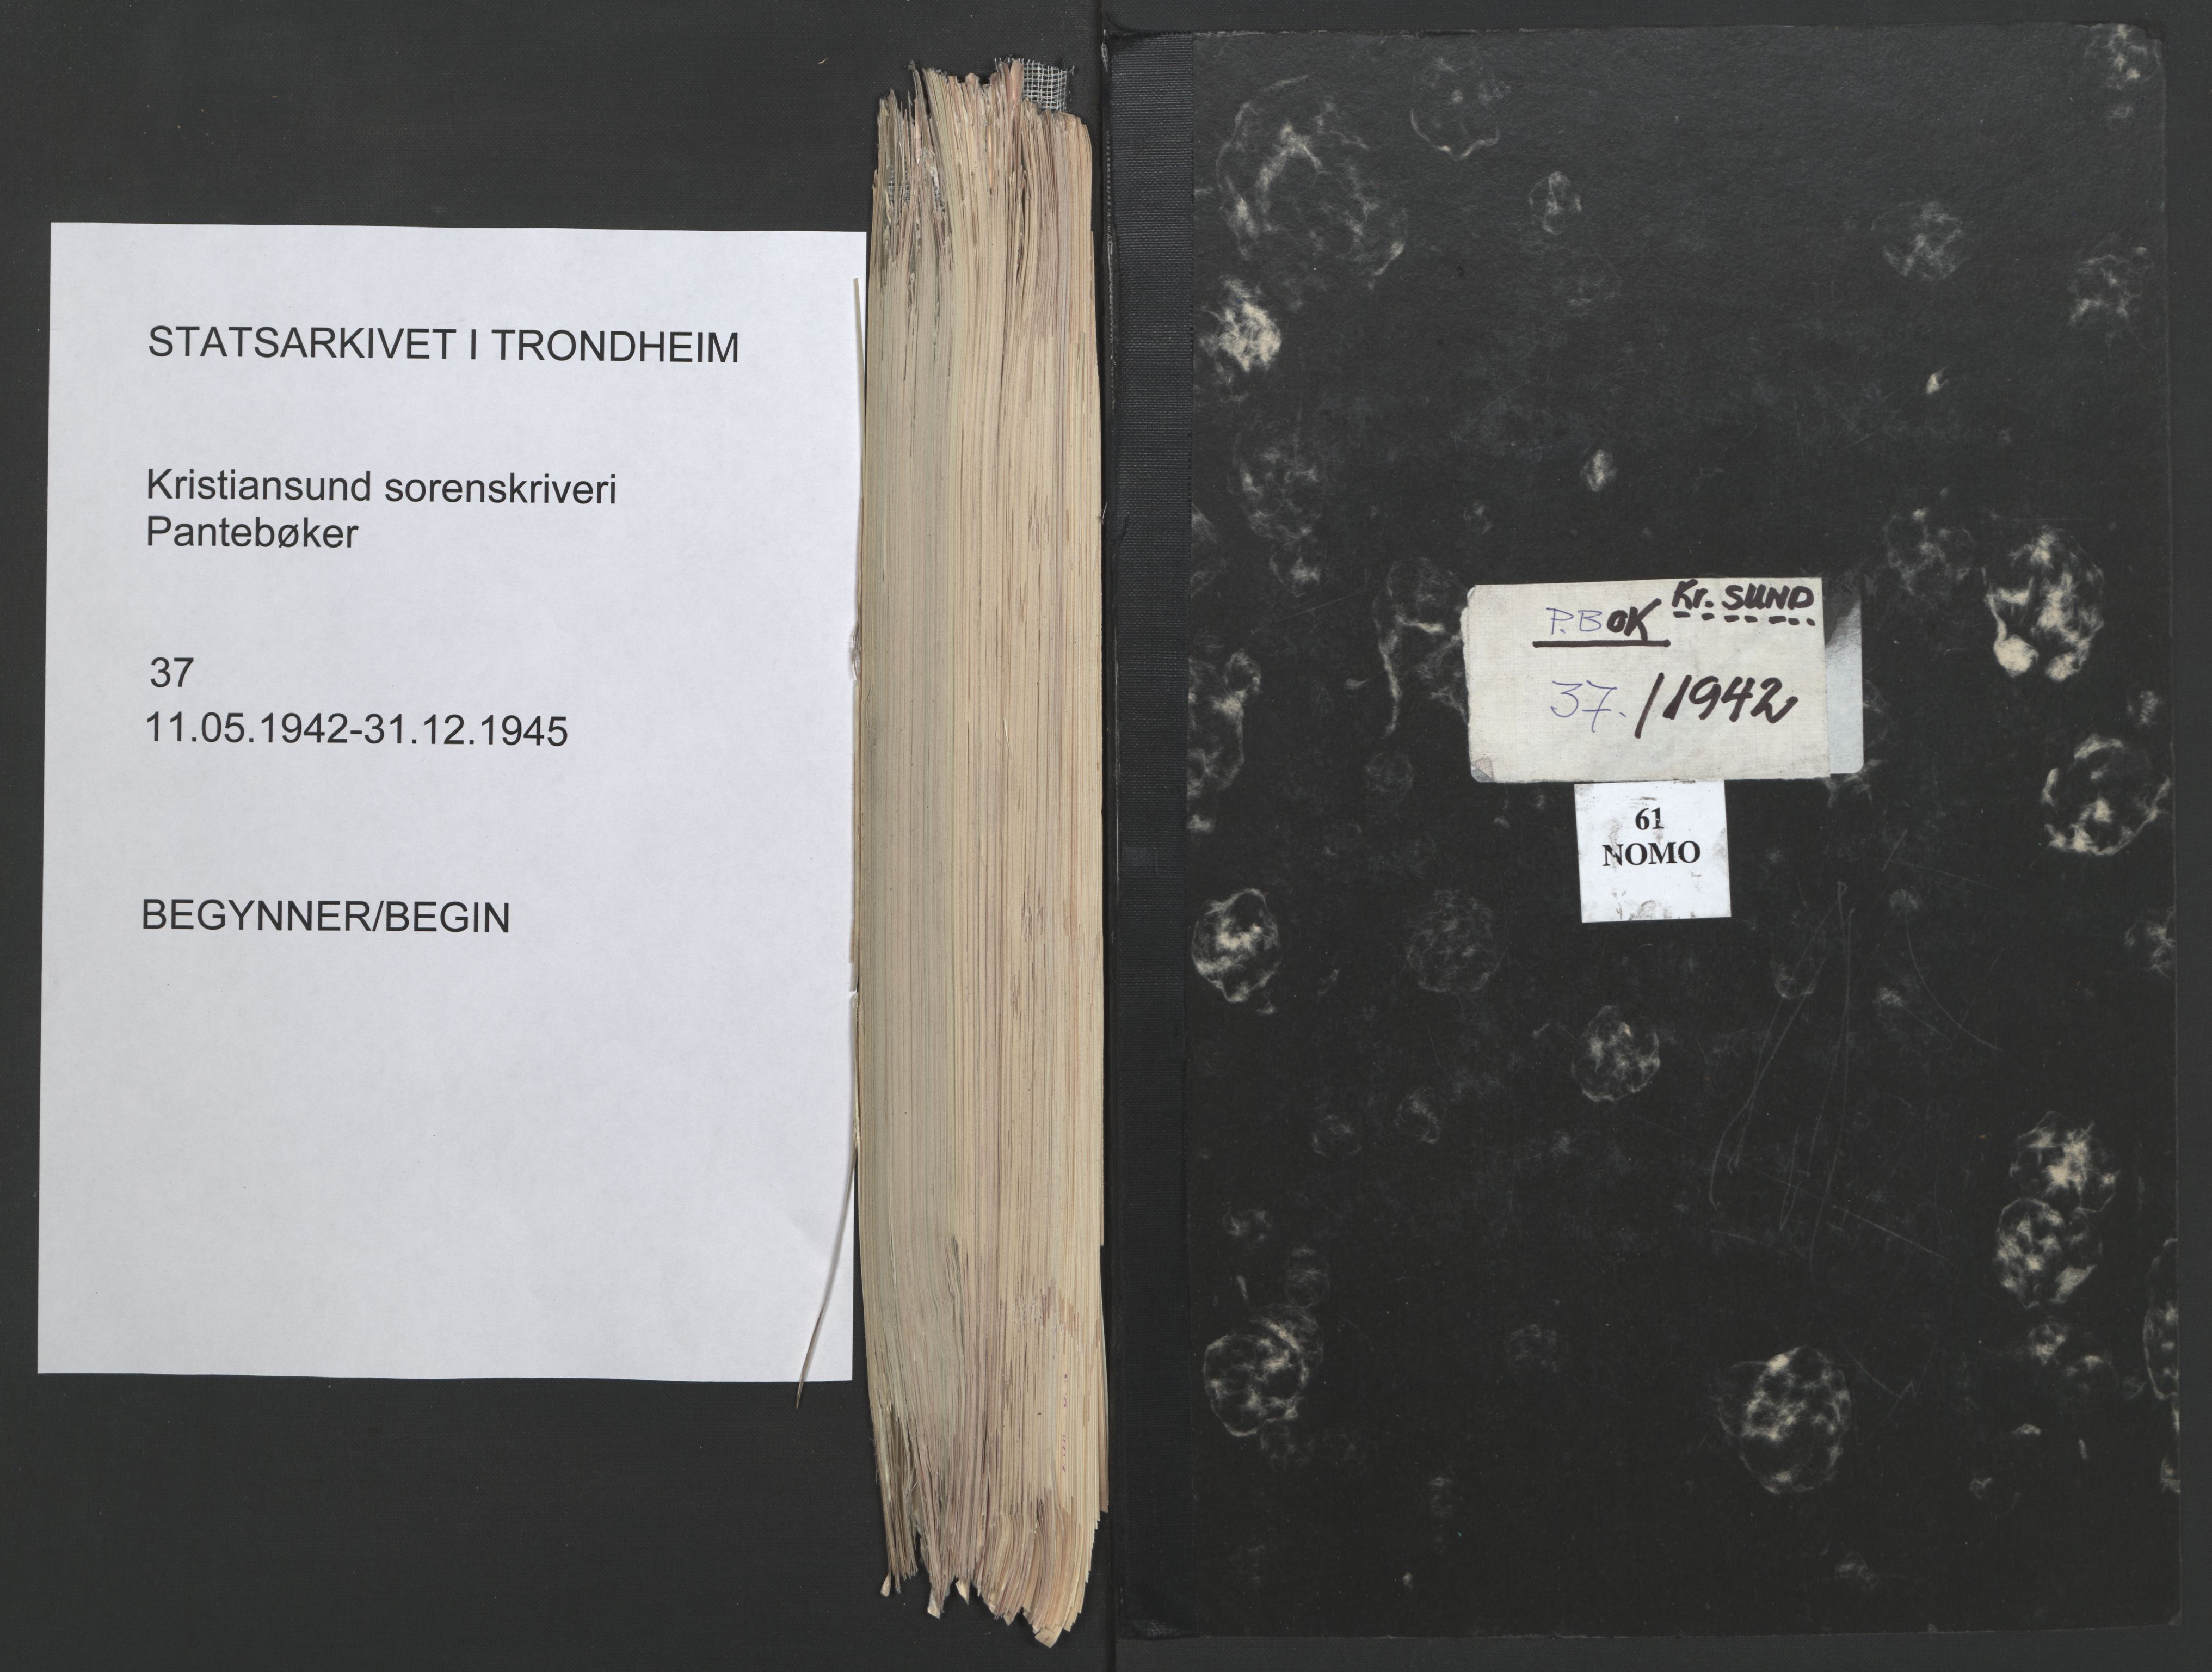 STATSARKIVET I TRONDHEIM
Kristiansund sorenskriveri
Pantebøker
37
11.05.1942-31.12.1945
BEGYNNER/BEGIN
P.BOK Kr. SUND
37./1942
61
NOMO